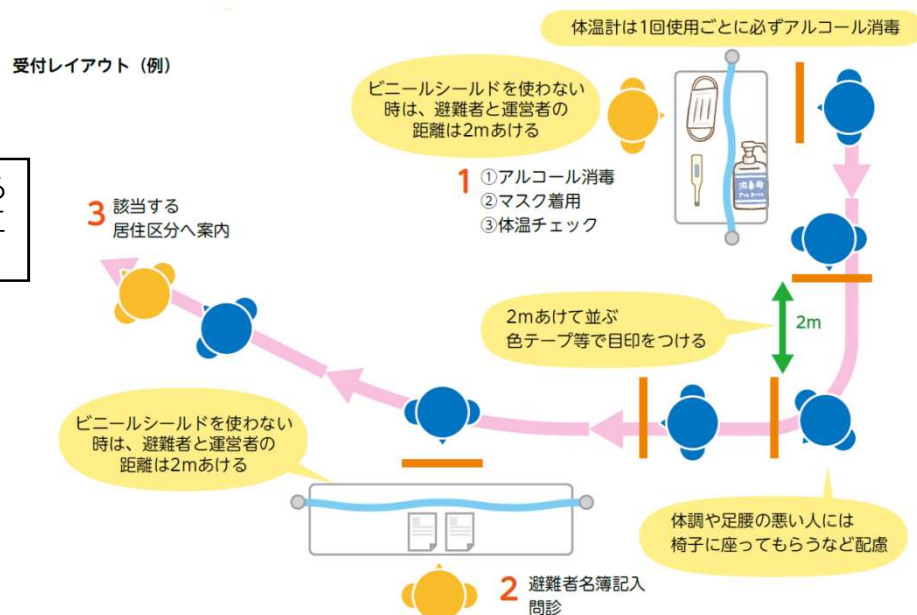 受付レイアウト（例）
体温計は1回使用ごとに必ずアルコール消毒
ビニールシールドを使わない
時は、避難者と運営者の
距離は2mあける
1 ①アルコール消毒
②マスク着用
③体温チェック
消毒用
アルコール
3 該当する
居住区分へ案内
2mあけて並ぶ
色テープ等で目印をつける
2m
ビニールシールドを使わない
時は、避難者と運営者の
距離は2mあける
体調や足腰の悪い人には
椅子に座ってもらうなど配慮
2 避難者名簿記入
問診